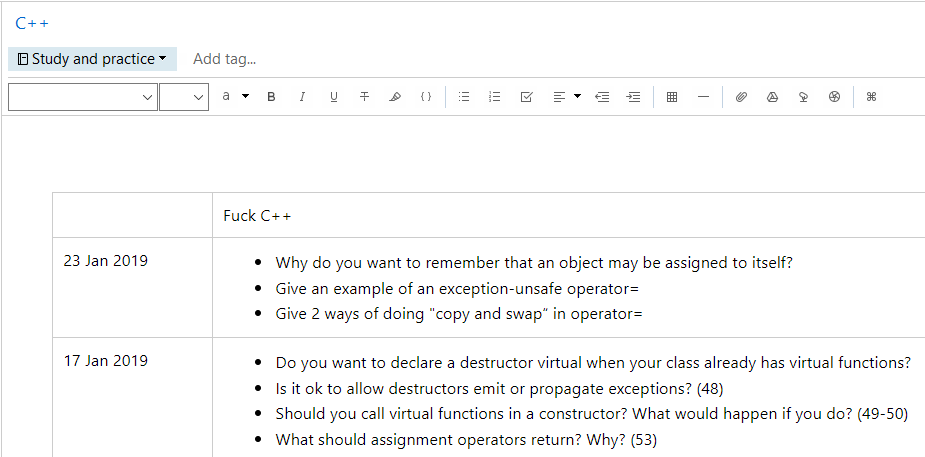 C++
Study and practice
Add tag...
a B I U T { }
Fuck C++
23 Jan 2019
Why do you want to remember that an object may be assigned to itself?
Give an example of an exception-unsafe operator=
Give 2 ways of doing "copy and swap" in operator=
17 Jan 2019
Do you want to declare a destructor virtual when your class already has virtual functions?
Is it ok to allow destructors emit or propagate exceptions? (48)
Should you call virtual functions in a constructor? What would happen if you do? (49-50)
What should assignment operators return? Why? (53)